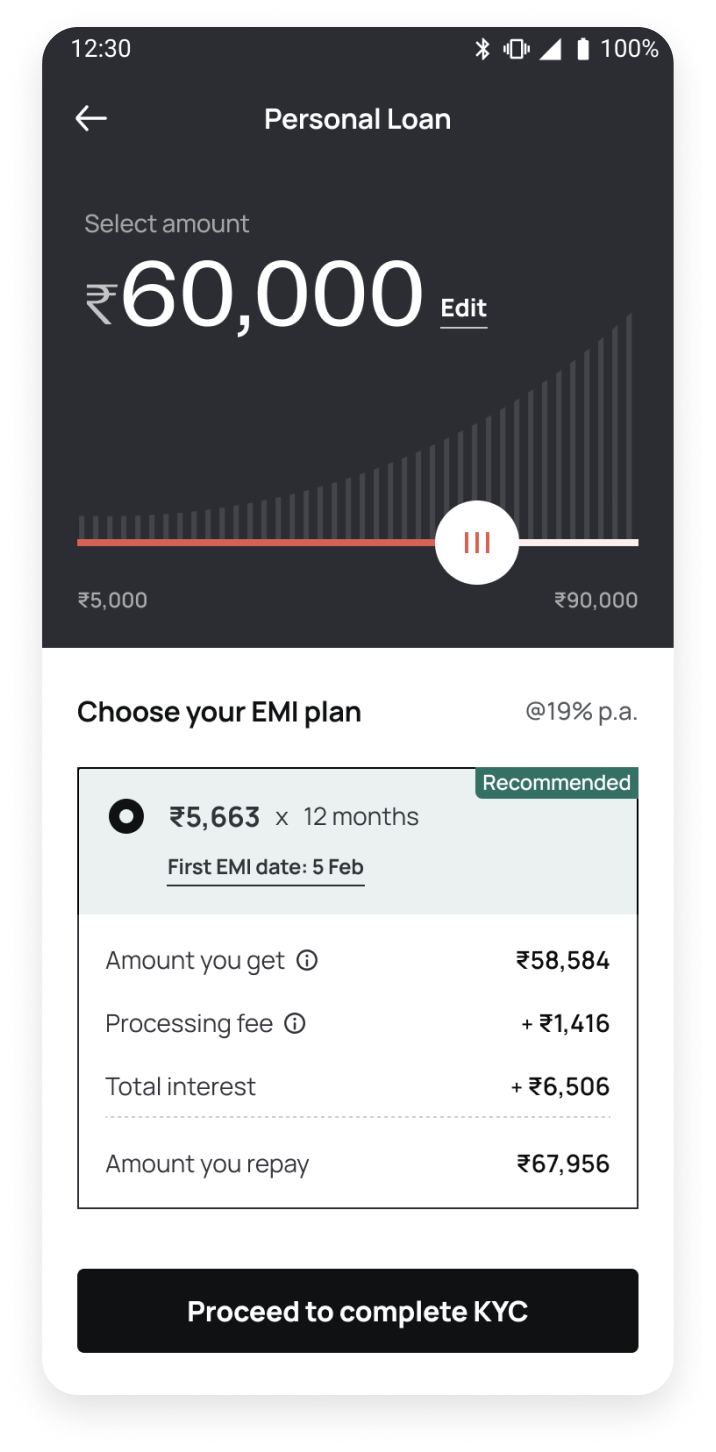 12:30 100%
Personal Loan
Select amount
₹60,000 Edit
₹5,000 ₹90,000
Choose your EMI plan @19% p.a.
Recommended
₹5,663 x 12 months
First EMI date: 5 Feb
Amount you get ₹58,584
Processing fee + ₹1,416
Total interest + ₹6,506
Amount you repay ₹67,956
Proceed to complete KYC